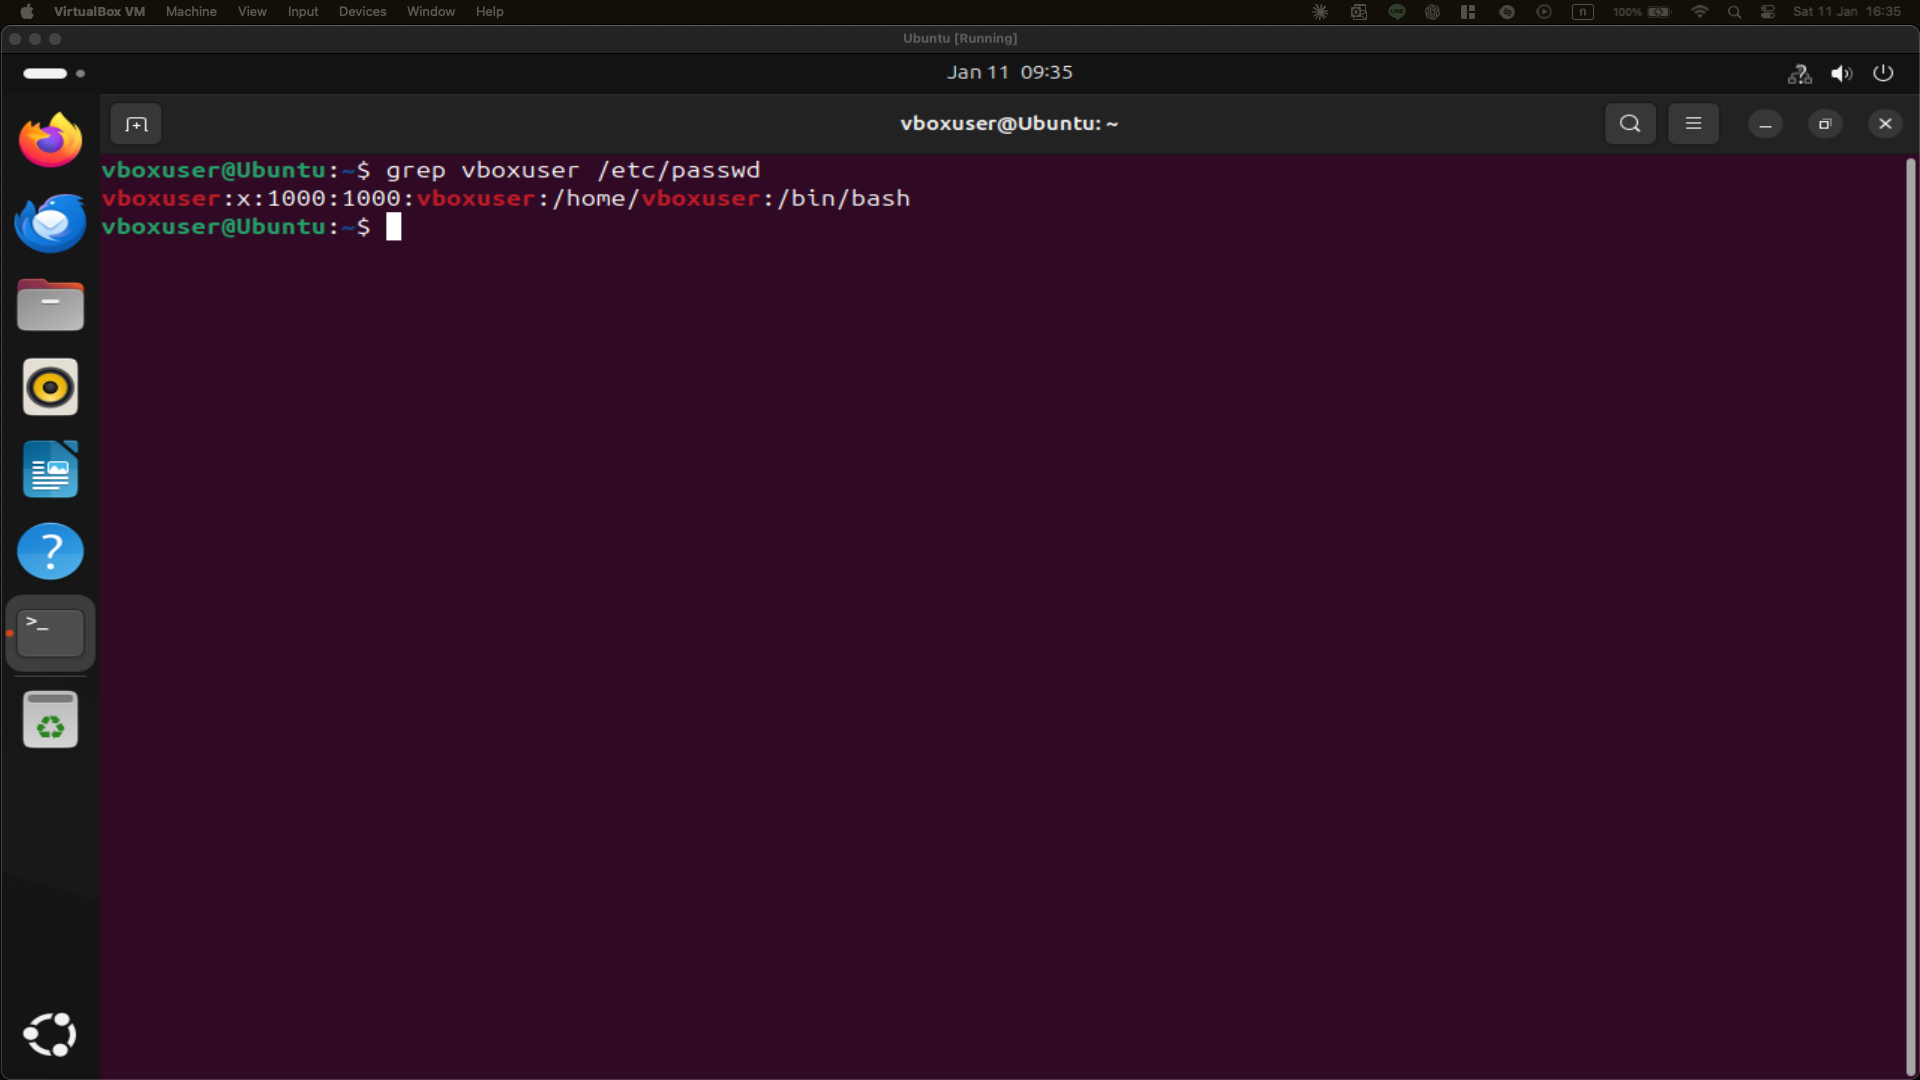 VirtualBox VM Machine View Input Devices Window Help 100% Sat 11 Jan 16:35
Ubuntu [Running]
Jan 11 09:35
vboxuser@Ubuntu: ~
vboxuser@Ubuntu:~$ grep vboxuser /etc/passwd
vboxuser:x:1000:1000:vboxuser:/home/vboxuser:/bin/bash
vboxuser@Ubuntu:~$